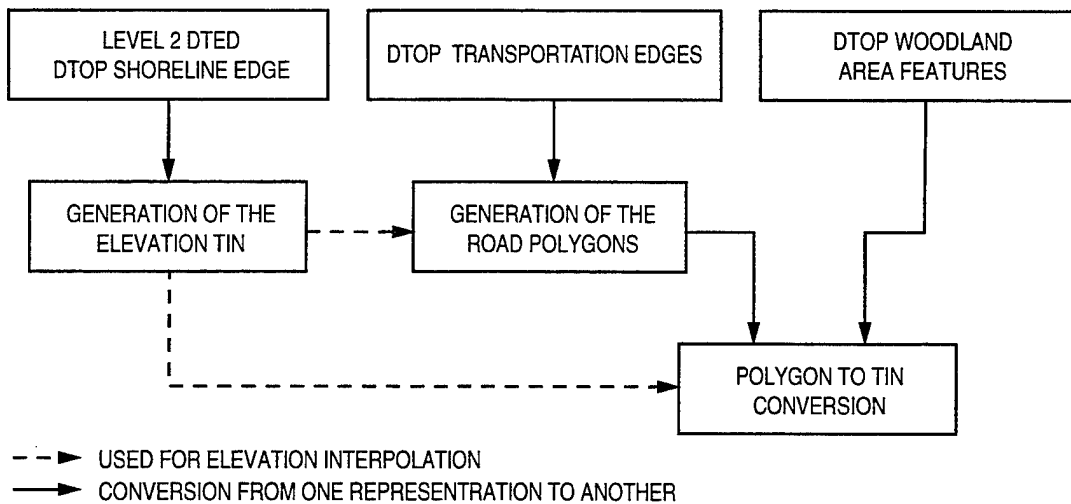 LEVEL 2 DTED
DTOP SHORELINE EDGE
DTOP TRANSPORTATION EDGES
DTOP WOODLAND
AREA FEATURES
GENERATION OF THE
ELEVATION TIN
GENERATION OF THE
ROAD POLYGONS
POLYGON TO TIN
CONVERSION
USED FOR ELEVATION INTERPOLATION
CONVERSION FROM ONE REPRESENTRATION TO ANOTHER